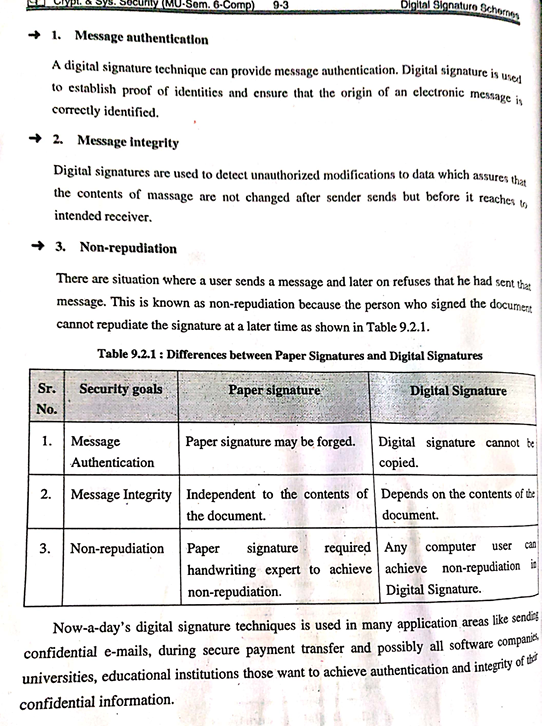 Crypt. & Sys. Security (MU-Sem. 6-Comp) 9-3 Digital Signature Schemes
→ 1. Message authentication
A digital signature technique can provide message authentication. Digital signature is used
to establish proof of identities and ensure that the origin of an electronic message is
correctly identified.
→ 2. Message integrity
Digital signatures are used to detect unauthorized modifications to data which assures that
the contents of massage are not changed after sender sends but before it reaches to
intended receiver.
→ 3. Non-repudiation
There are situation where a user sends a message and later on refuses that he had sent that
message. This is known as non-repudiation because the person who signed the document
cannot repudiate the signature at a later time as shown in Table 9.2.1.
Table 9.2.1 : Differences between Paper Signatures and Digital Signatures
Sr. No. Security goals Paper signature Digital Signature
1. Message Authentication Paper signature may be forged. Digital signature cannot be copied.
2. Message Integrity Independent to the contents of the document. Depends on the contents of the document.
3. Non-repudiation Paper signature required handwriting expert to achieve non-repudiation. Any computer user can achieve non-repudiation in Digital Signature.
Now-a-day's digital signature techniques is used in many application areas like sending
confidential e-mails, during secure payment transfer and possibly all software companies,
universities, educational institutions those want to achieve authentication and integrity of their
confidential information.